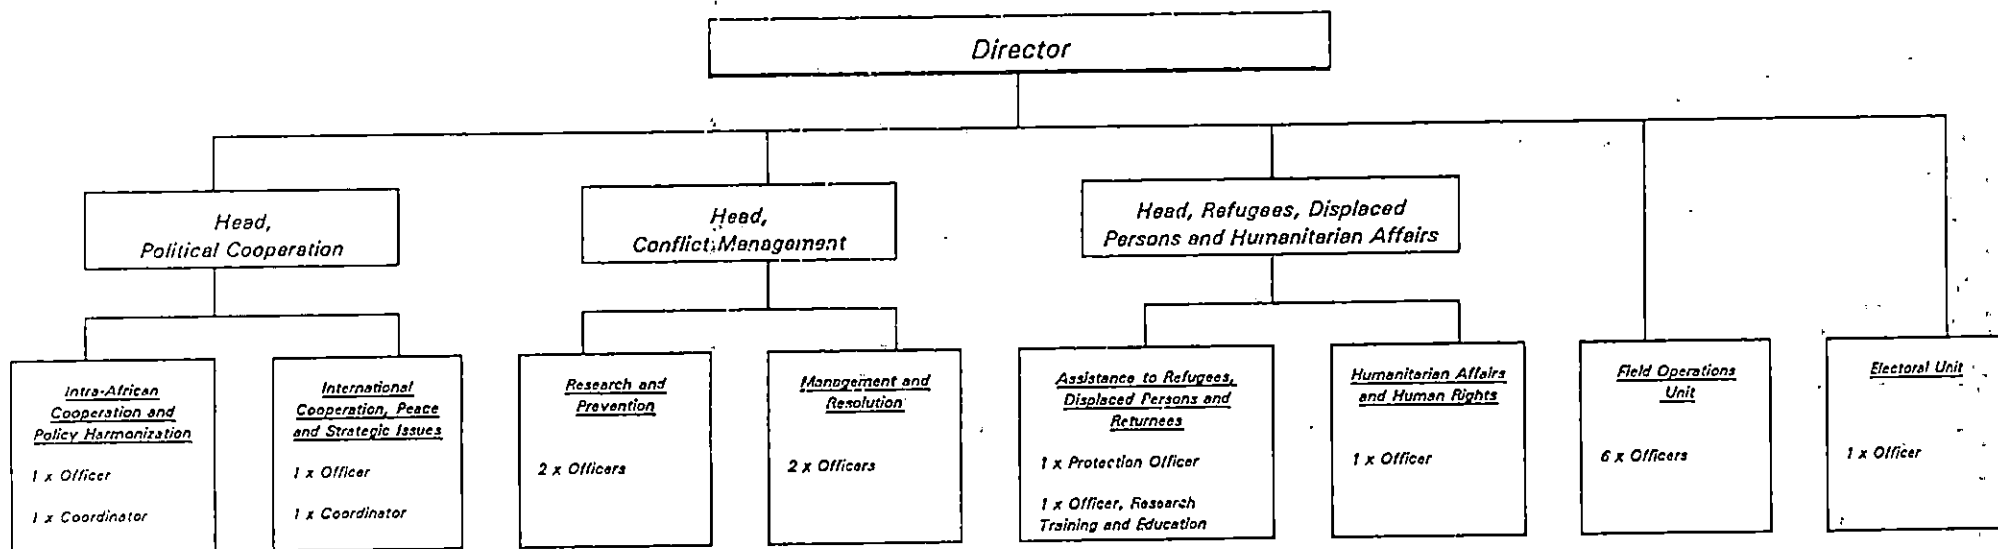 Director
Head,
Political Cooperation
Head,
Conflict Management
Head, Refugees, Displaced
Persons and Humanitarian Affairs
Intra-African
Cooperation and
Policy Harmonization
1 x Officer
1 x Coordinator
International
Cooperation, Peace
and Strategic Issues
1 x Officer
1 x Coordinator
Research and
Prevention
2 x Officers
Management and
Resolution
2 x Officers
Assistance to Refugees,
Displaced Persons and
Returnees
1 x Protection Officer
1 x Officer, Research
Training and Education
Humanitarian Affairs
and Human Rights
1 x Officer
Field Operations
Unit
6 x Officers
Electoral Unit
1 x Officer